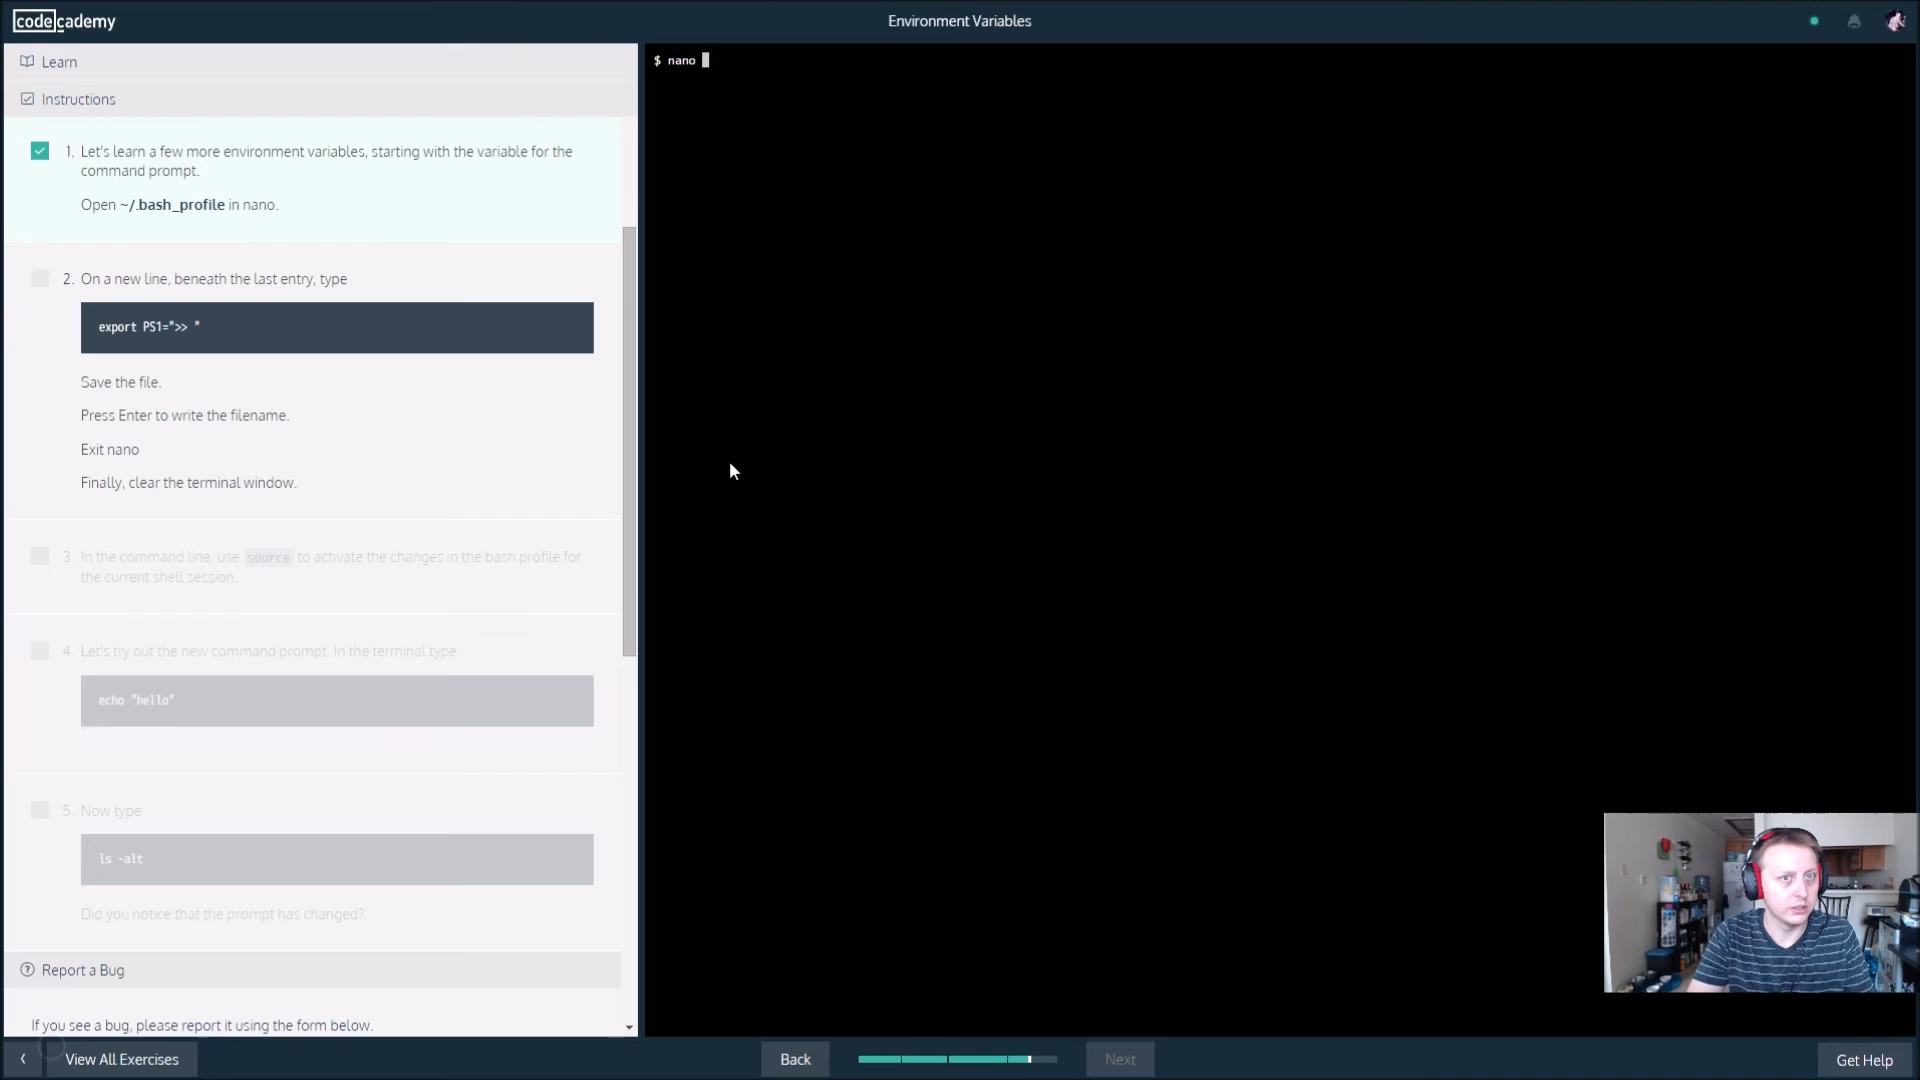 codecademy
Environment Variables
Learn
Instructions
1. Let's learn a few more environment variables, starting with the variable for the
command prompt.
Open ~/.bash_profile in nano.
2. On a new line, beneath the last entry, type
export PS1=">> "
Save the file.
Press Enter to write the filename.
Exit nano
Finally, clear the terminal window.
3. In the command line, use source to activate the changes in the bash profile for
the current shell session.
4. Let's try out the new command prompt. In the terminal type
echo "hello"
5. Now type
ls -alt
Did you notice that the prompt has changed?
Report a Bug
If you see a bug, please report it using the form below.
$ nano
View All Exercises
Back
Next
Get Help